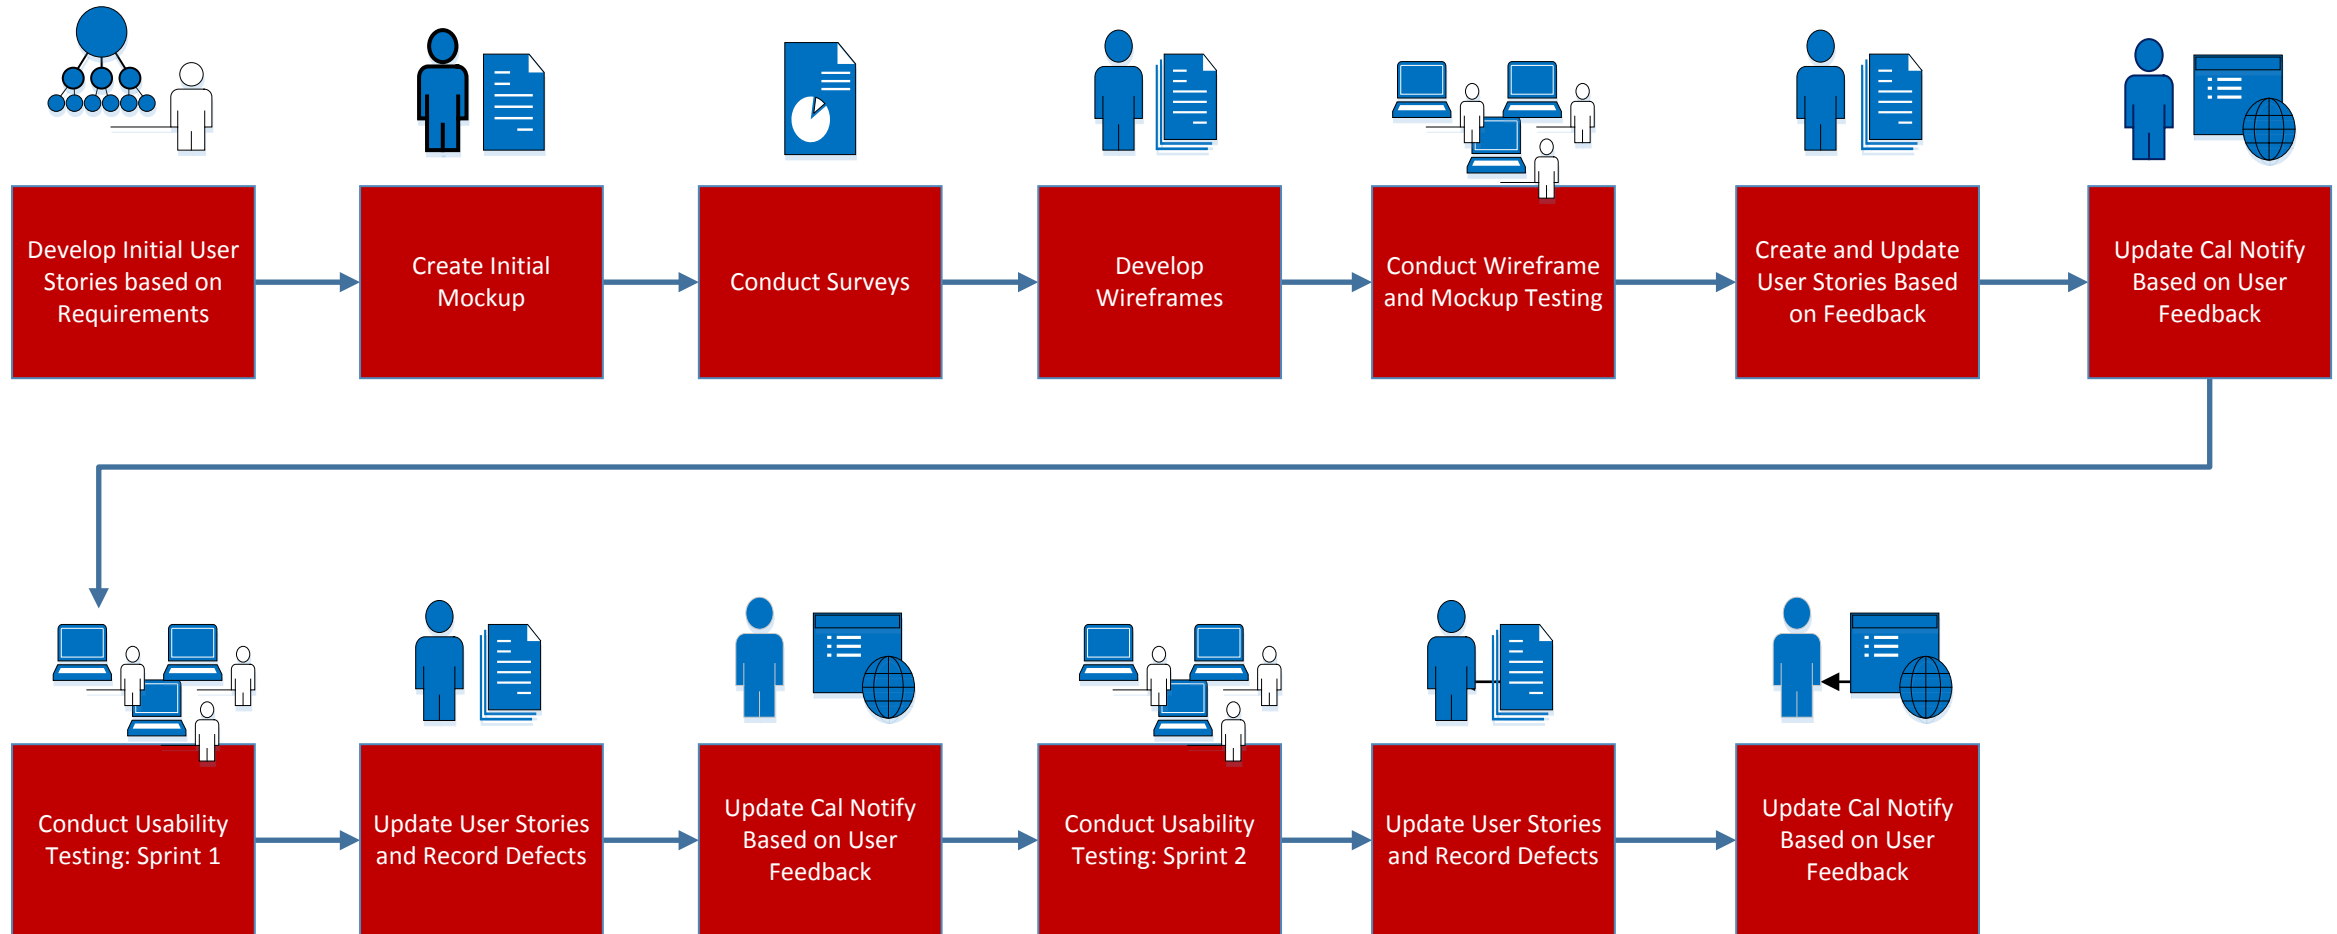 Develop Initial User
Stories based on
Requirements
Create Initial
Mockup
Conduct Surveys
Develop
Wireframes
Conduct Wireframe
and Mockup Testing
Create and Update
User Stories Based
on Feedback
Update Cal Notify
Based on User
Feedback
Conduct Usability
Testing: Sprint 1
Update User Stories
and Record Defects
Update Cal Notify
Based on User
Feedback
Conduct Usability
Testing: Sprint 2
Update User Stories
and Record Defects
Update Cal Notify
Based on User
Feedback